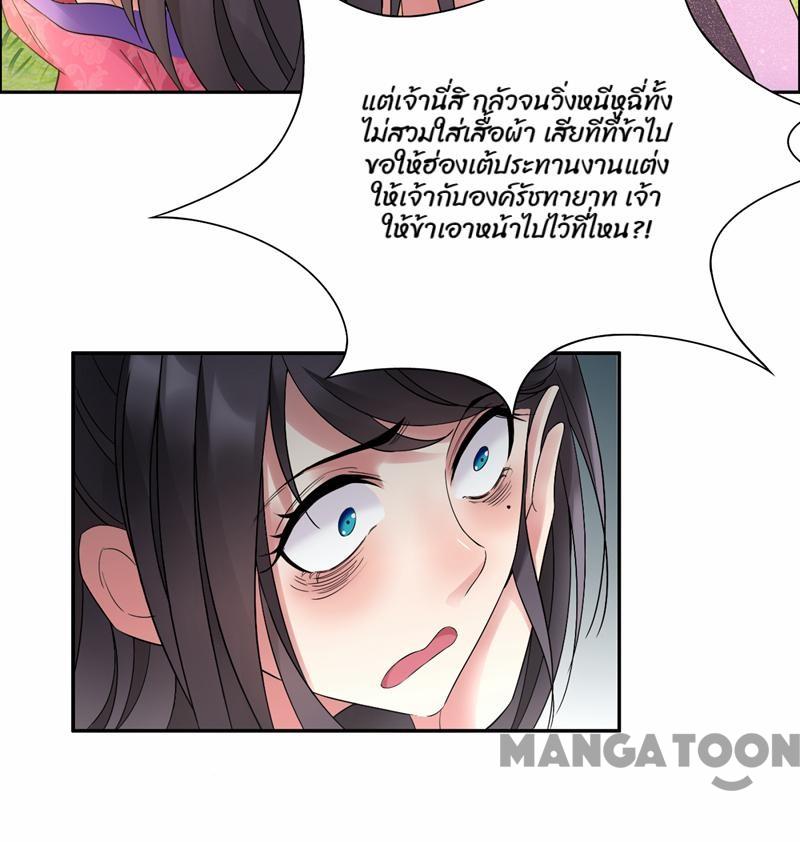 แต่เจ้านี่สิ กลัวจนวิ่งหนีหูฉี่ทั้ง
ไม่สวมใส่เสื้อผ้า เสียทีที่ข้าไป
ขอให้ฮ่องเต้ประทานงานแต่ง
ให้เจ้ากับองค์รัชทายาท เจ้า
ให้ข้าเอาหน้าไปไว้ที่ไหน?!
MANGATOON